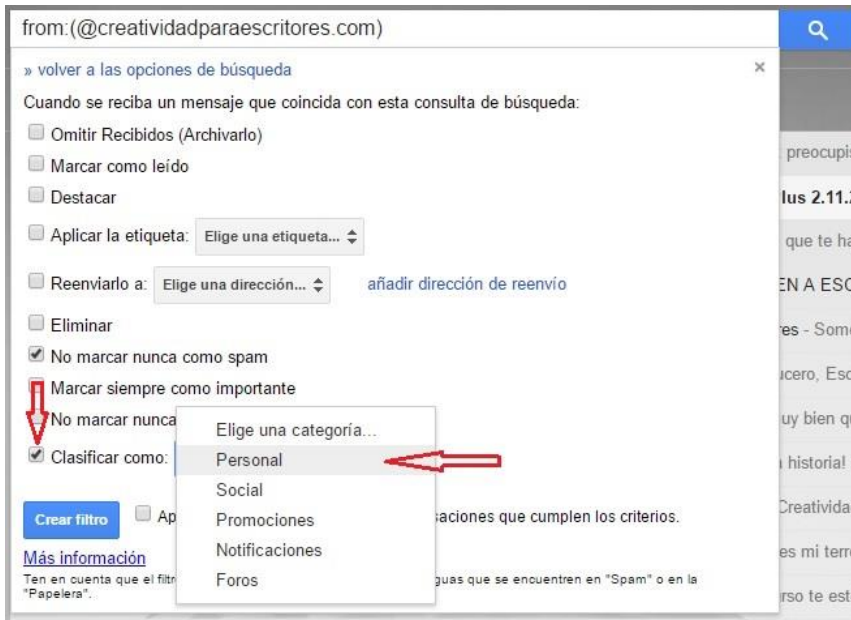 from:(@creatividadparaescritores.com)
» volver a las opciones de búsqueda
×
Cuando se reciba un mensaje que coincida con esta consulta de búsqueda:
Omitir Recibidos (Archivarlo)
Marcar como leído
Destacar
Aplicar la etiqueta: Elige una etiqueta...
Reenviarlo a: Elige una dirección... añadir dirección de reenvío
Eliminar
No marcar nunca como spam
Marcar siempre como importante
No marcar nunca
Clasificar como:
Elige una categoría...
Personal
Social
Promociones
Notificaciones
Foros
Crear filtro
Ap
saciones que cumplen los criterios.
Más información
Ten en cuenta que el filtr
guas que se encuentren en "Spam" o en la
"Papelera".
preocupi
lus 2.11.
que te ha
EN A ESC
res - Som
ucero, Esc
uy bien q
historia!
Creativida
es mi terr
rso te est